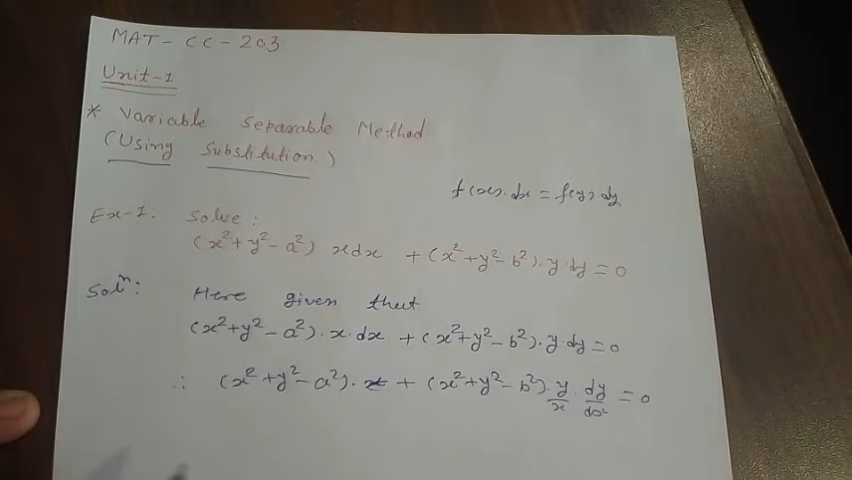 MAT - CC - 203
Unit-1
* Variable Separable Method
(Using Substitution)
f(x).dx = f(y).dy
Ex-1: Solve:
(x²+y²-a²) xdx + (x²+y²-b²).y.dy = 0
Solⁿ: Here given that
(x²+y²-a²).x.dx + (x²+y²-b²).y.dy = 0
∴ (x²+y²-a²). + (x²+y²-b²).y/x.dy/dx = 0